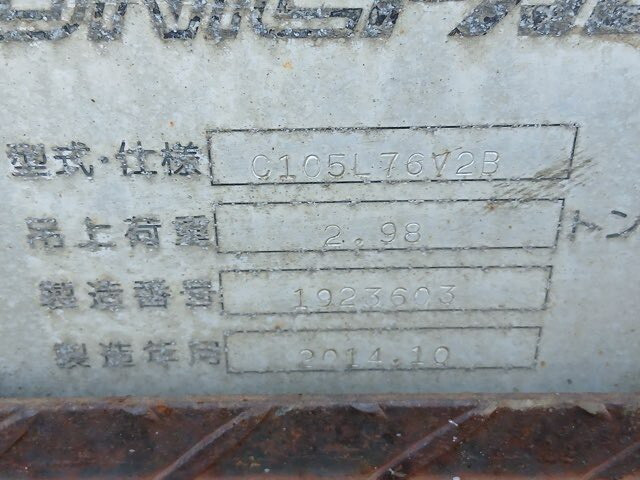 型式・仕様 C105L76V2B
吊上荷重 2.98 トン
製造番号 1923603
製造年月 2014.10